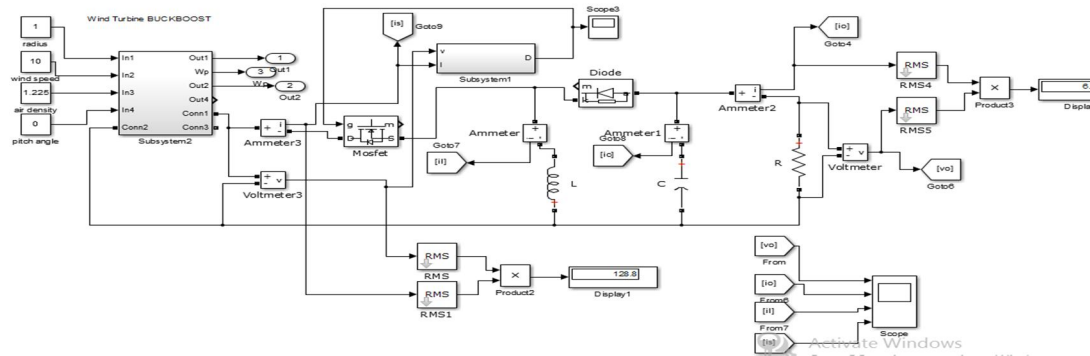 Wind Turbine BUCKBOOST
1
radius
10
wind speed
1.225
air density
0
pitch angle
In1
In2
In3
In4
Conn2
Out1
Wp
Out2
Out4
Conn1
Conn3
Subsystem2
1
Out1
3
Wp
2
Out2
i
Ammeter3
v
Voltmeter3
g
m
D
S
Mosfet
[is]
Goto9
v
I
D
Subsystem1
Scope3
Diode
m
Ammeter
Goto7
[il]
L
Ammeter1
Goto8
[ic]
C
i
Ammeter2
[io]
Goto4
R
v
Voltmeter
[vo]
Goto6
RMS
RMS4
RMS
RMS5
×
Product3
6.
Displa
RMS
RMS
RMS
RMS1
×
Product2
128.8
Display1
[vo]
From
[io]
From6
[il]
From7
[is]
Scope
Activate Windows